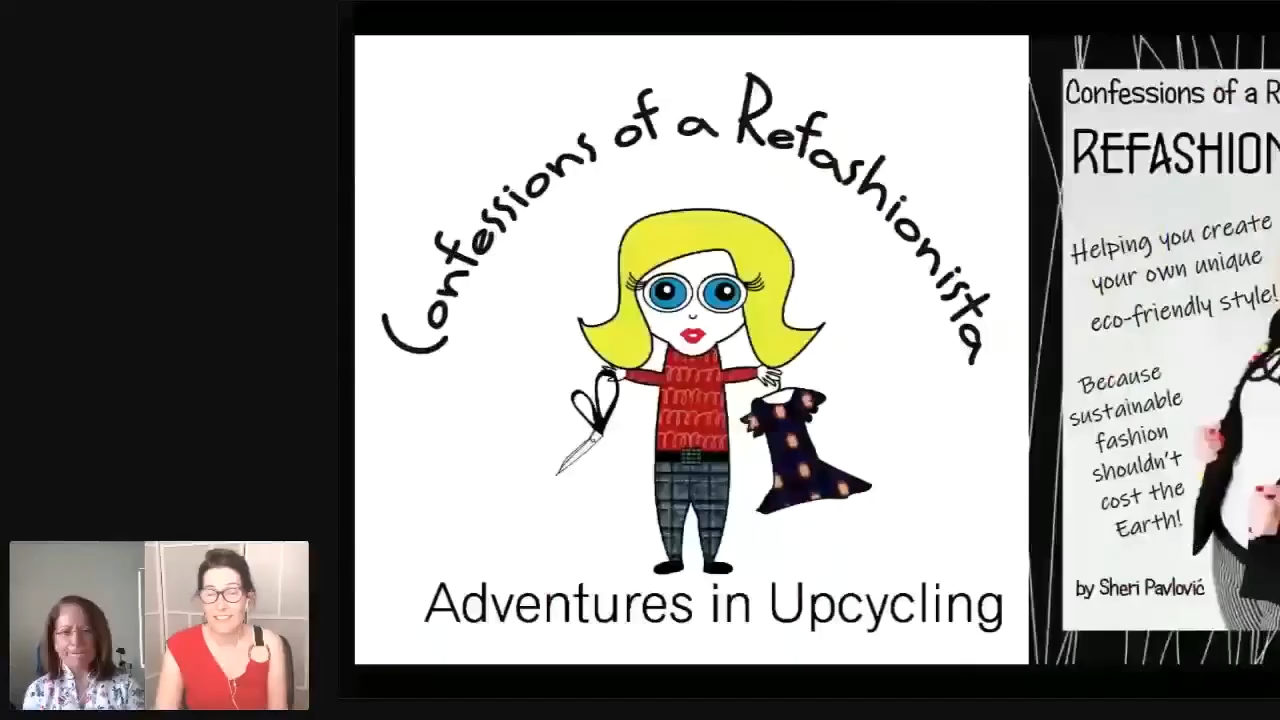 Confessions of a Refashionista
Adventures in Upcycling
Confessions of a R
REFASHION
Helping you create
your own unique
eco-friendly style!
Because
sustainable
fashion
shouldn't
cost the
Earth!
by Sheri Pavlović